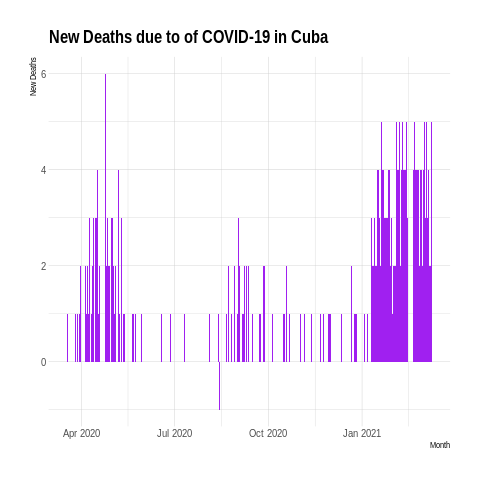 New Deaths due to of COVID-19 in Cuba
New Deaths
6
4
2
0
Apr 2020 Jul 2020 Oct 2020 Jan 2021
Month